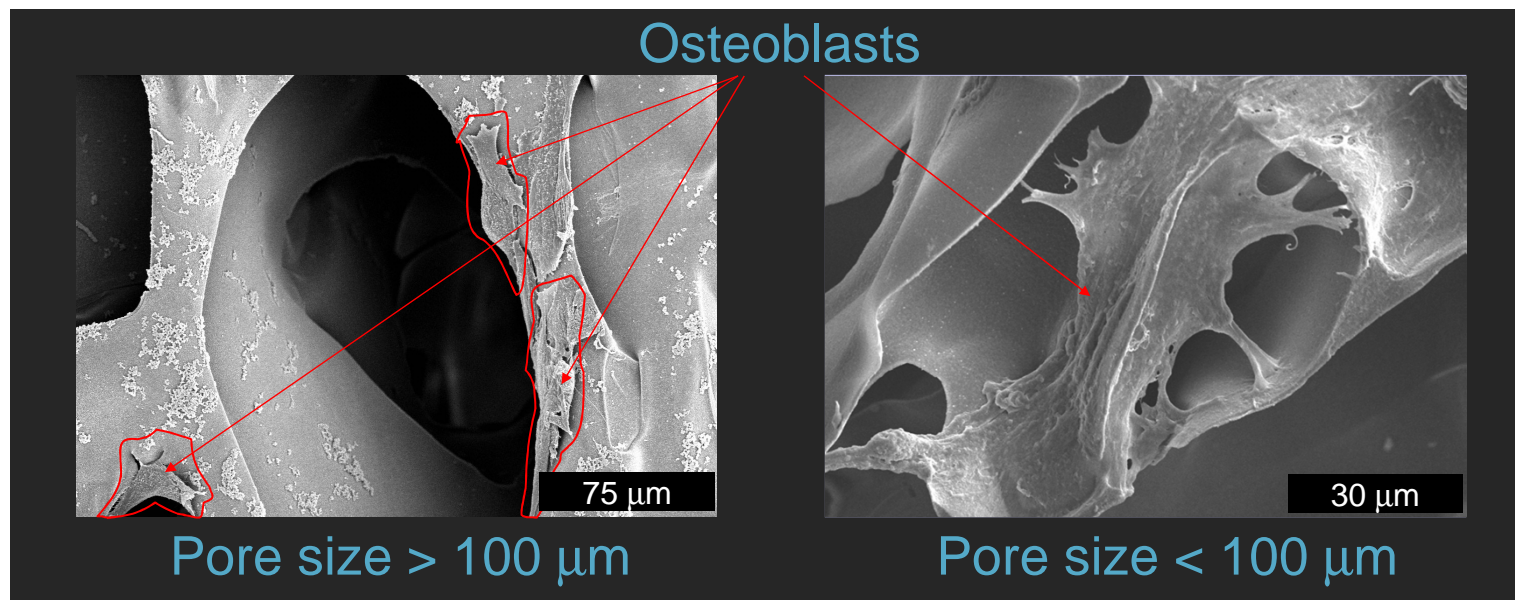 Osteoblasts
75 μm
30 μm
Pore size > 100 μm
Pore size < 100 μm